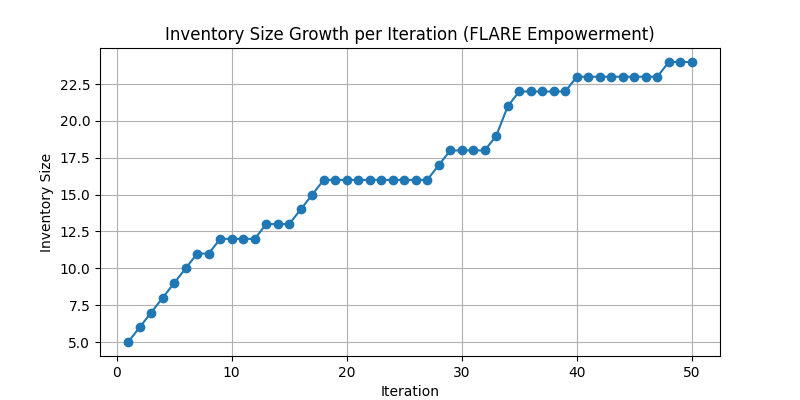 Inventory Size Growth per Iteration (FLARE Empowerment)
Inventory Size
22.5
20.0
17.5
15.0
12.5
10.0
7.5
5.0
0 10 20 30 40 50
Iteration